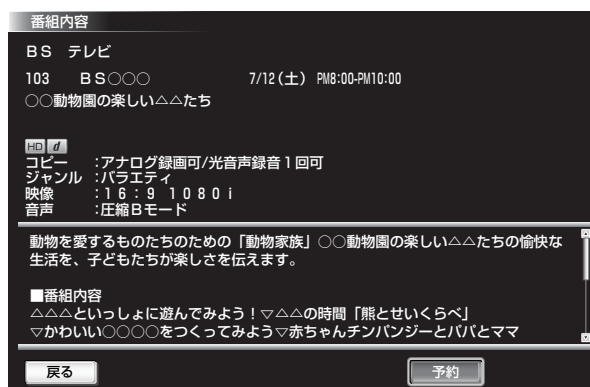 番組内容
BS テレビ
103 BS○○○ 7/12(土) PM8:00-PM10:00
○○動物園の楽しい△△たち
HD d
コピー :アナログ録画可/光音声録音1回可
ジャンル :バラエティ
映像 :16:9 1080i
音声 :圧縮Bモード
動物を愛するものたちのための「動物家族」○○動物園の楽しい△△たちの愉快な
生活を、子どもたちが楽しさを伝えます。
■番組内容
△△△といっしょに遊んでみよう!▽△△の時間「熊とせいくらべ」
▽かわいい○○○○をつくってみよう▽赤ちゃんチンパンジーとパパとママ
戻る 予約